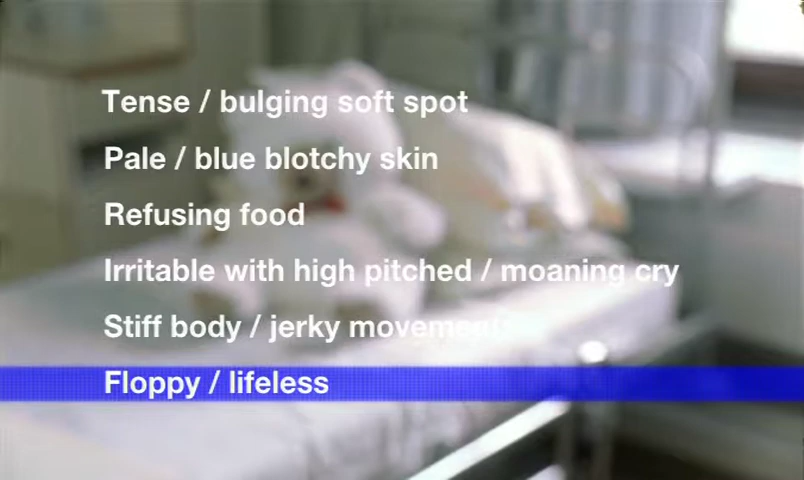 Tense / bulging soft spot
Pale / blue blotchy skin
Refusing food
Irritable with high pitched / moaning cry
Stiff body / jerky movements
Floppy / lifeless